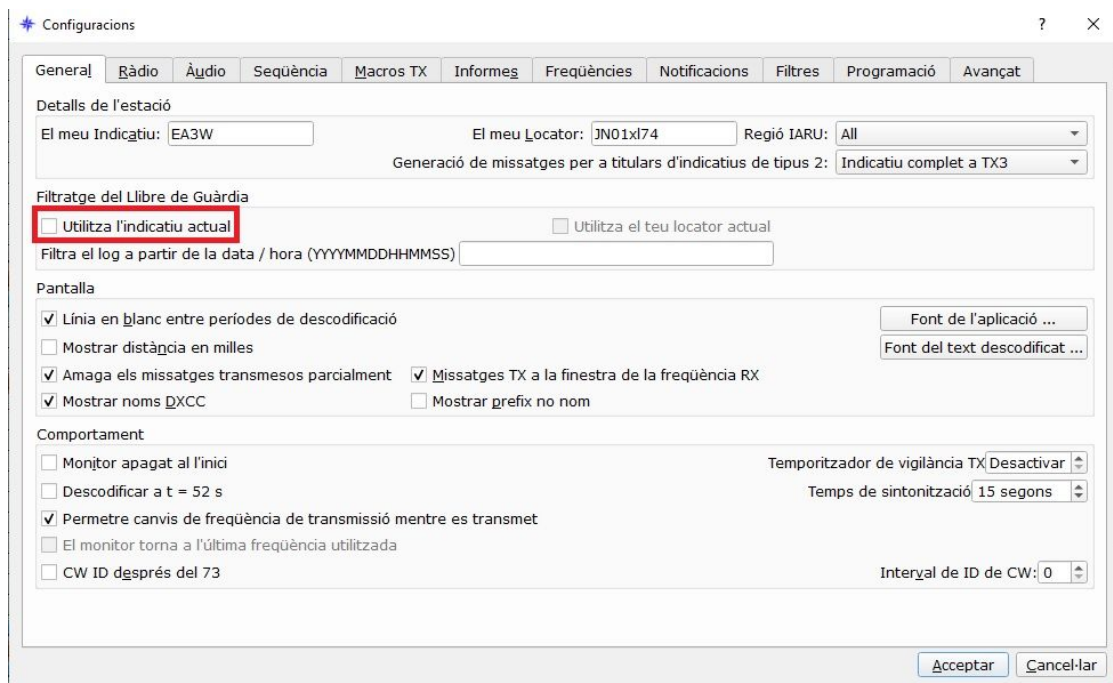 Configuracions ?
General Ràdio Àudio Seqüència Macros TX Informes Freqüències Notificacions Filtres Programació Avançat
Detalls de l'estació
El meu Indicatiu: EA3W El meu Locator: JN01xl74 Regió IARU: All
Generació de missatges per a titulars d'indicatius de tipus 2: Indicatiu complet a TX3
Filtratge del Llibre de Guàrdia
Utilitza l'indicatiu actual Utilitza el teu locator actual
Filtra el log a partir de la data / hora (YYYYMMDDHHMMSS)
Pantalla
Línia en blanc entre períodes de descodificació Font de l'aplicació ...
Mostrar distància en milles Font del text descodificat ...
Amaga els missatges transmesos parcialment Missatges TX a la finestra de la freqüència RX
Mostrar noms DXCC Mostrar prefix no nom
Comportament
Monitor apagat al l'inici Temporitzador de vigilància TX Desactivar
Descodificar a t = 52 s Temps de sintonització 15 segons
Permetre canvis de freqüència de transmissió mentre es transmet
El monitor torna a l'última freqüència utilitzada
CW ID després del 73 Interval de ID de CW: 0
Acceptar Cancel·lar